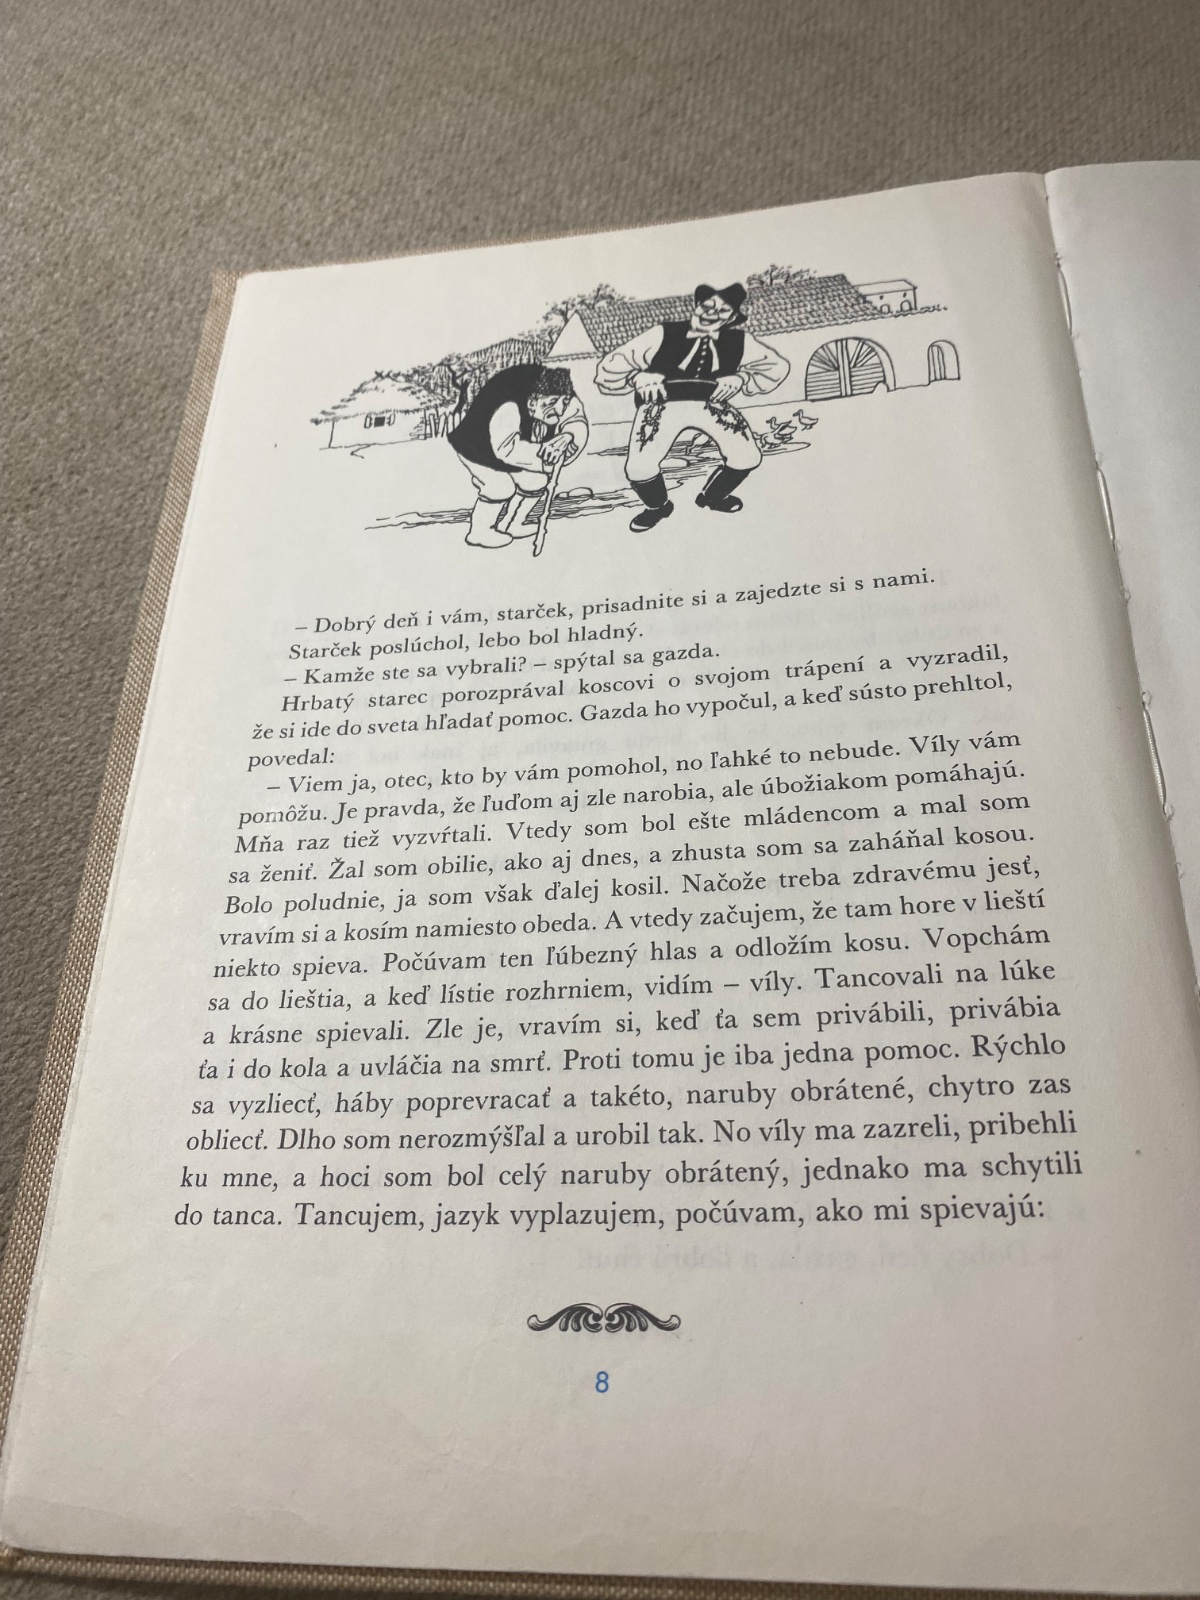 – Dobrý deň i vám, starček, prisadnite si a zajedzte si s nami.
Starček poslúchol, lebo bol hladný.
– Kamže ste sa vybrali? – spýtal sa gazda.
Hrbatý starec porozprával koscovi o svojom trápení a vyzradil,
že si ide do sveta hľadať pomoc. Gazda ho vypočul, a keď sústo prehltol,
povedal:
– Viem ja, otec, kto by vám pomohol, no ľahké to nebude. Víly vám
pomôžu. Je pravda, že ľuďom aj zle narobia, ale úbožiakom pomáhajú.
Mňa raz tiež vyzvŕtali. Vtedy som bol ešte mládencom a mal som
sa ženiť. Žal som obilie, ako aj dnes, a zhusta som sa zaháňal kosou.
Bolo poludnie, ja som však ďalej kosil. Načože treba zdravému jesť,
vravím si a kosím namiesto obeda. A vtedy začujem, že tam hore v lieští
niekto spieva. Počúvam ten ľúbezný hlas a odložím kosu. Vopchám
sa do lieštia, a keď lístie rozhrniem, vidím – víly. Tancovali na lúke
a krásne spievali. Zle je, vravím si, keď ťa sem privábili, privábia
ťa i do kola a uvláčia na smrť. Proti tomu je iba jedna pomoc. Rýchlo
sa vyzliecť, háby poprevracať a takéto, naruby obrátené, chytro zas
obliecť. Dlho som nerozmýšľal a urobil tak. No víly ma zazreli, pribehli
ku mne, a hoci som bol celý naruby obrátený, jednako ma schytili
do tanca. Tancujem, jazyk vyplazujem, počúvam, ako mi spievajú:
8